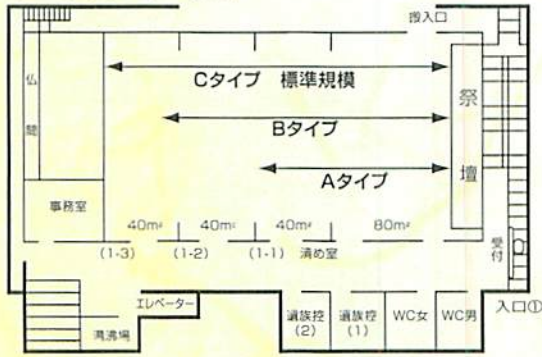 搬入口
Cタイプ 標準規模
仏間
祭壇
Bタイプ
Aタイプ
事務室
40m² 40m² 40m² 80m²
(1-3) (1-2) (1-1) 清め室
受付
エレベーター
湯沸場
遺族控(2)
遺族控(1)
WC女
WC男
入口①